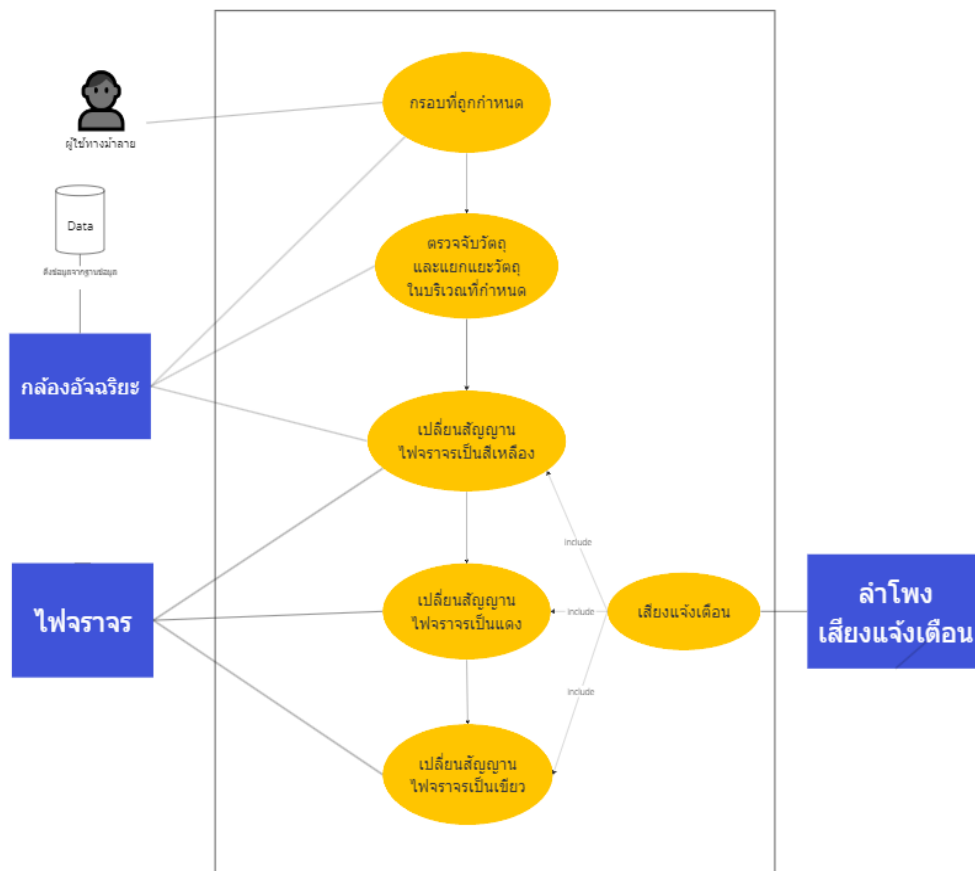 กรอบที่ถูกกำหนด
ผู้ใช้ทางม้าลาย
Data
ดึงข้อมูลจากฐานข้อมูล
ตรวจจับวัตถุ
และแยกแยะวัตถุ
ในบริเวณที่กำหนด
กล้องอัจฉริยะ
เปลี่ยนสัญญาน
ไฟจราจรเป็นสีเหลือง
include
ไฟจราจร
เปลี่ยนสัญญาน
ไฟจราจรเป็นแดง
include
เสียงแจ้งเตือน
ลำโพง
เสียงแจ้งเตือน
include
เปลี่ยนสัญญาน
ไฟจราจรเป็นเขียว